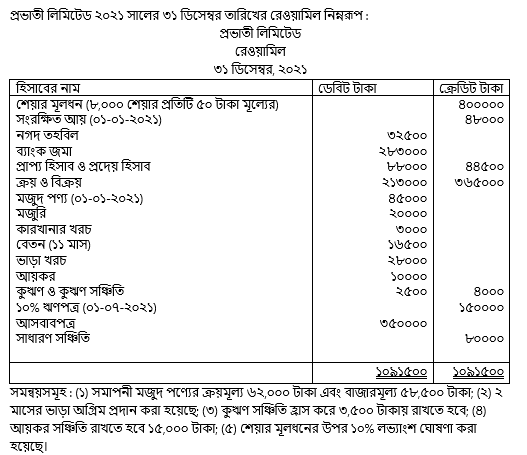 প্রভাতী লিমিটেড ২০২১ সালের ৩১ ডিসেম্বর তারিখের রেওয়ামিল নিম্নরূপ :
প্রভাতী লিমিটেড
রেওয়ামিল
৩১ ডিসেম্বর, ২০২১
হিসাবের নাম ডেবিট টাকা ক্রেডিট টাকা
শেয়ার মূলধন (৮,০০০ শেয়ার প্রতিটি ৫০ টাকা মূল্যের) ৪০০০০০
সংরক্ষিত আয় (০১-০১-২০২১) ৪৮০০০
নগদ তহবিল ৩২৫০০
ব্যাংক জমা ২৮৩০০০
প্রাপ্য হিসাব ও প্রদেয় হিসাব ৮৮০০০ ৪৪৫০০
ক্রয় ও বিক্রয় ২১৩০০০ ৩৬৫০০০
মজুদ পণ্য (০১-০১-২০২১) ৪৫০০০
মজুরি ২০০০০
কারখানার খরচ ৩০০০
বেতন (১১ মাস) ১৬৫০০
ভাড়া খরচ ২৮০০০
আয়কর ১০০০০
কুঋণ ও কুঋণ সঞ্চিতি ২৫০০ ৪০০০
১০% ঋণপত্র (০১-০৭-২০২১) ১৫০০০০
আসবাবপত্র ৩৫০০০০
সাধারণ সঞ্চিতি ৮০০০০
১০৯১৫০০ ১০৯১৫০০
সমন্বয়সমূহ : (১) সমাপনী মজুদ পণ্যের ক্রয়মূল্য ৬২,০০০ টাকা এবং বাজারমূল্য ৫৮,৫০০ টাকা; (২) ২
মাসের ভাড়া অগ্রিম প্রদান করা হয়েছে; (৩) কুঋণ সঞ্চিতি হ্রাস করে ৩,৫০০ টাকায় রাখতে হবে; (৪)
আয়কর সঞ্চিতি রাখতে হবে ১৫,০০০ টাকা; (৫) শেয়ার মূলধনের উপর ১০% লভ্যাংশ ঘোষণা করা
হয়েছে।